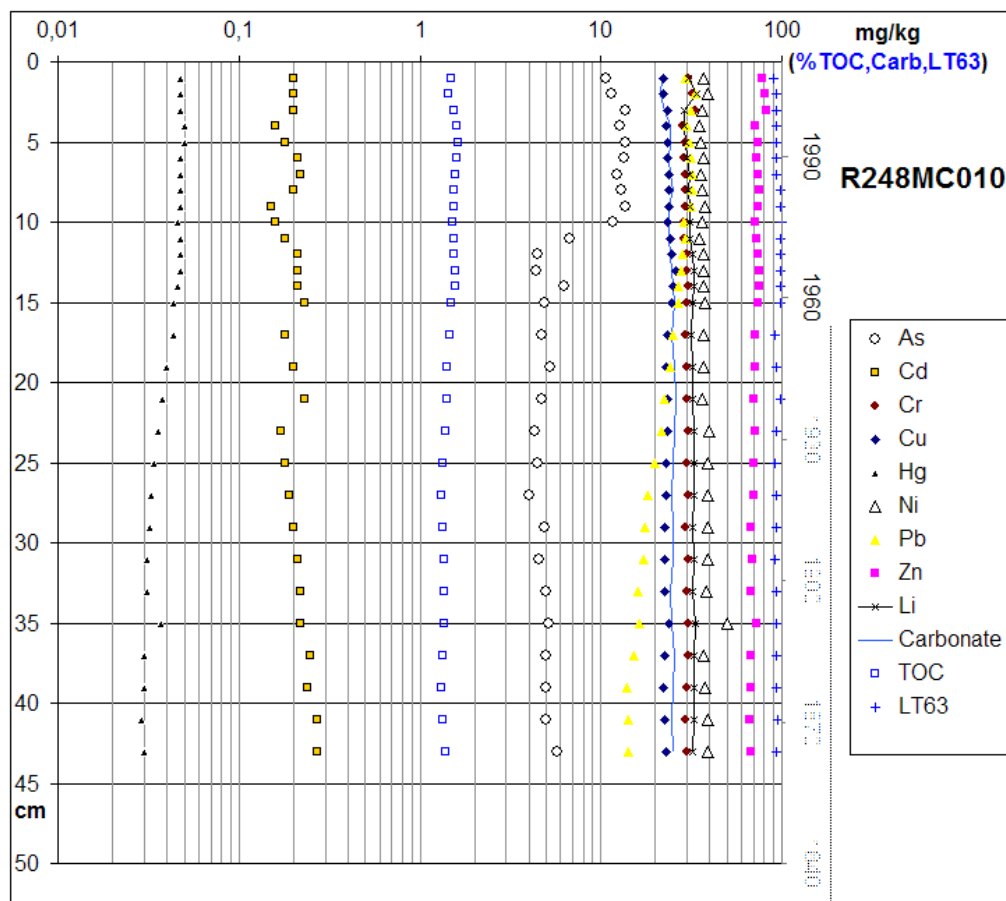 0,01 0,1 1 10 100 mg/kg
(%TOC,Carb,LT63)
0
5
10
15
20
25
30
35
40
45
cm
50
1990
1960
R248MC010
As
Cd
Cr
Cu
Hg
Ni
Pb
Zn
Li
Carbonate
TOC
LT63